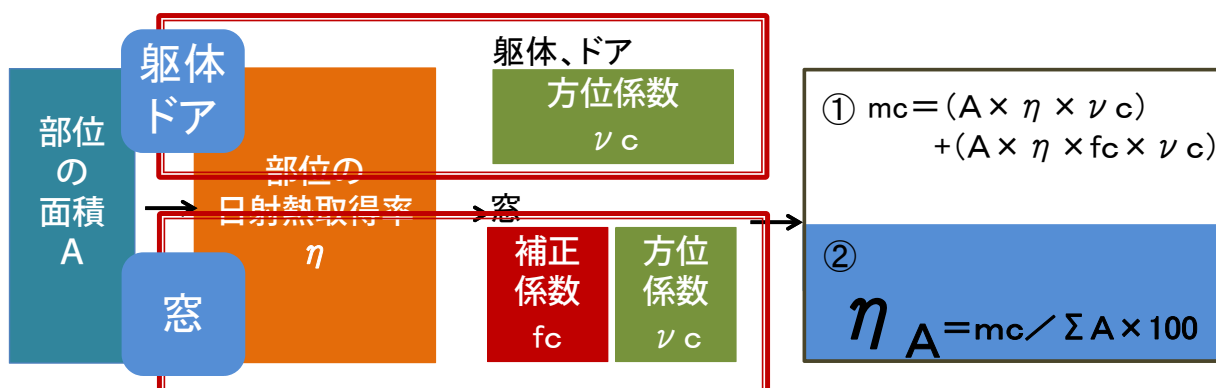 躯体
ドア
部位
の
面積
A
窓
部位の
日射熱取得率
η
躯体、ドア
方位係数
νc
窓
補正
係数
fc
方位
係数
νc
① mc=(A×η×νc)
+(A×η×fc×νc)
②
ηA=mc/ΣA×100